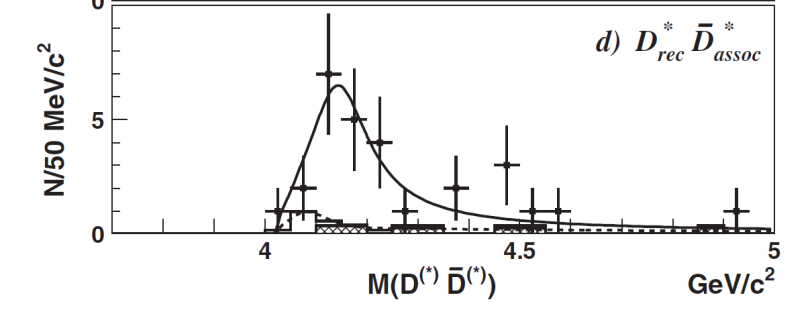 0
d) D*rec D̄*assoc
N/50 MeV/c²
5
0
4 4.5 5
M(D(*) D̄(*)) GeV/c²